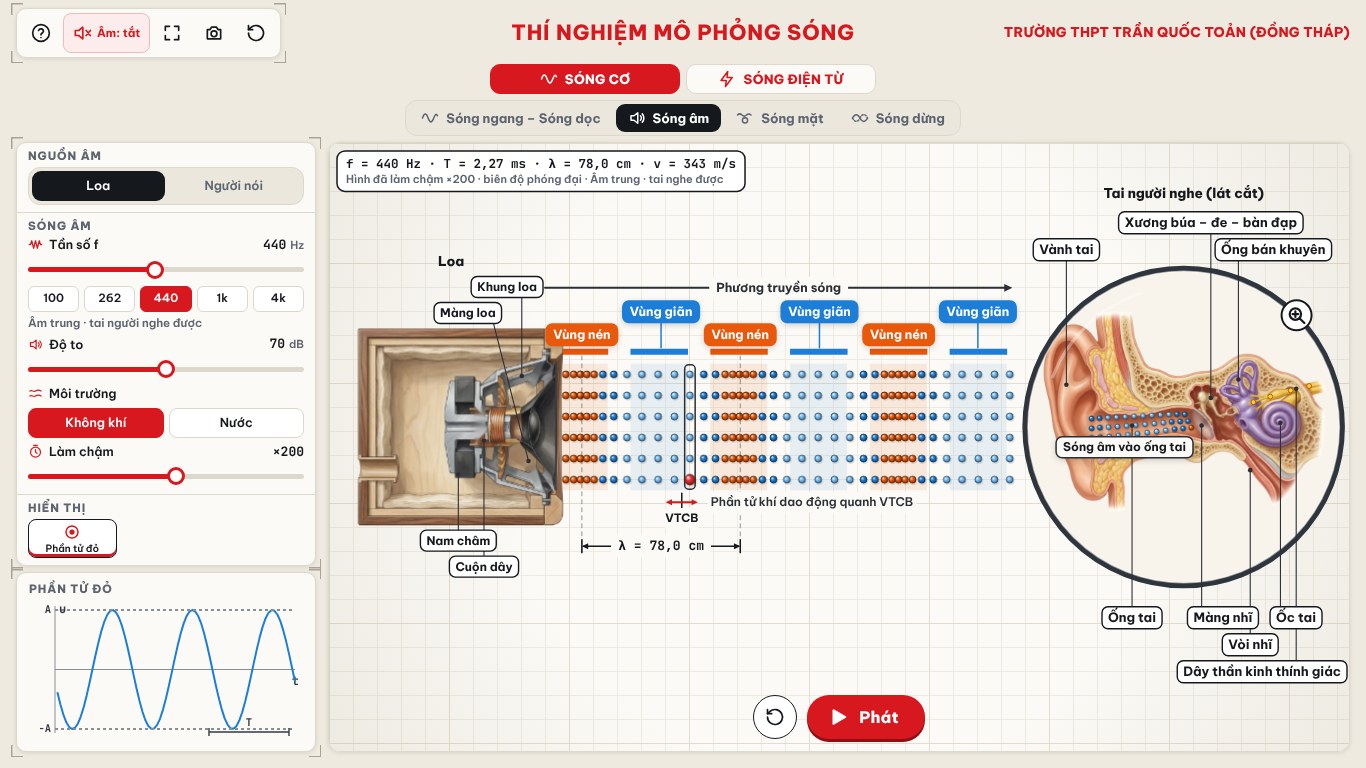 Âm: tắt
THÍ NGHIỆM MÔ PHỎNG SÓNG
TRƯỜNG THPT TRẦN QUỐC TOẢN (ĐỒNG THÁP)
SÓNG CƠ
SÓNG ĐIỆN TỪ
Sóng ngang – Sóng dọc
Sóng âm
Sóng mặt
Sóng dừng
NGUỒN ÂM
Loa
Người nói
SÓNG ÂM
Tần số f
440 Hz
100
262
440
1k
4k
Âm trung · tai người nghe được
Độ to
70 dB
Môi trường
Không khí
Nước
Làm chậm
×200
HIỂN THỊ
Phần tử đỏ
PHẦN TỬ ĐỎ
A
u
t
-A
T
f = 440 Hz · T = 2,27 ms · λ = 78,0 cm · v = 343 m/s
Hình đã làm chậm ×200 · biên độ phóng đại · Âm trung · tai nghe được
Loa
Khung loa
Màng loa
Phương truyền sóng
Vùng giãn
Vùng giãn
Vùng giãn
Vùng nén
Vùng nén
Vùng nén
VTCB
Phần tử khí dao động quanh VTCB
Nam châm
Cuộn dây
λ = 78,0 cm
Tai người nghe (lát cắt)
Xương búa – đe – bàn đạp
Vành tai
Ống bán khuyên
Sóng âm vào ống tai
Ống tai
Màng nhĩ
Ốc tai
Vòi nhĩ
Dây thần kinh thính giác
Phát